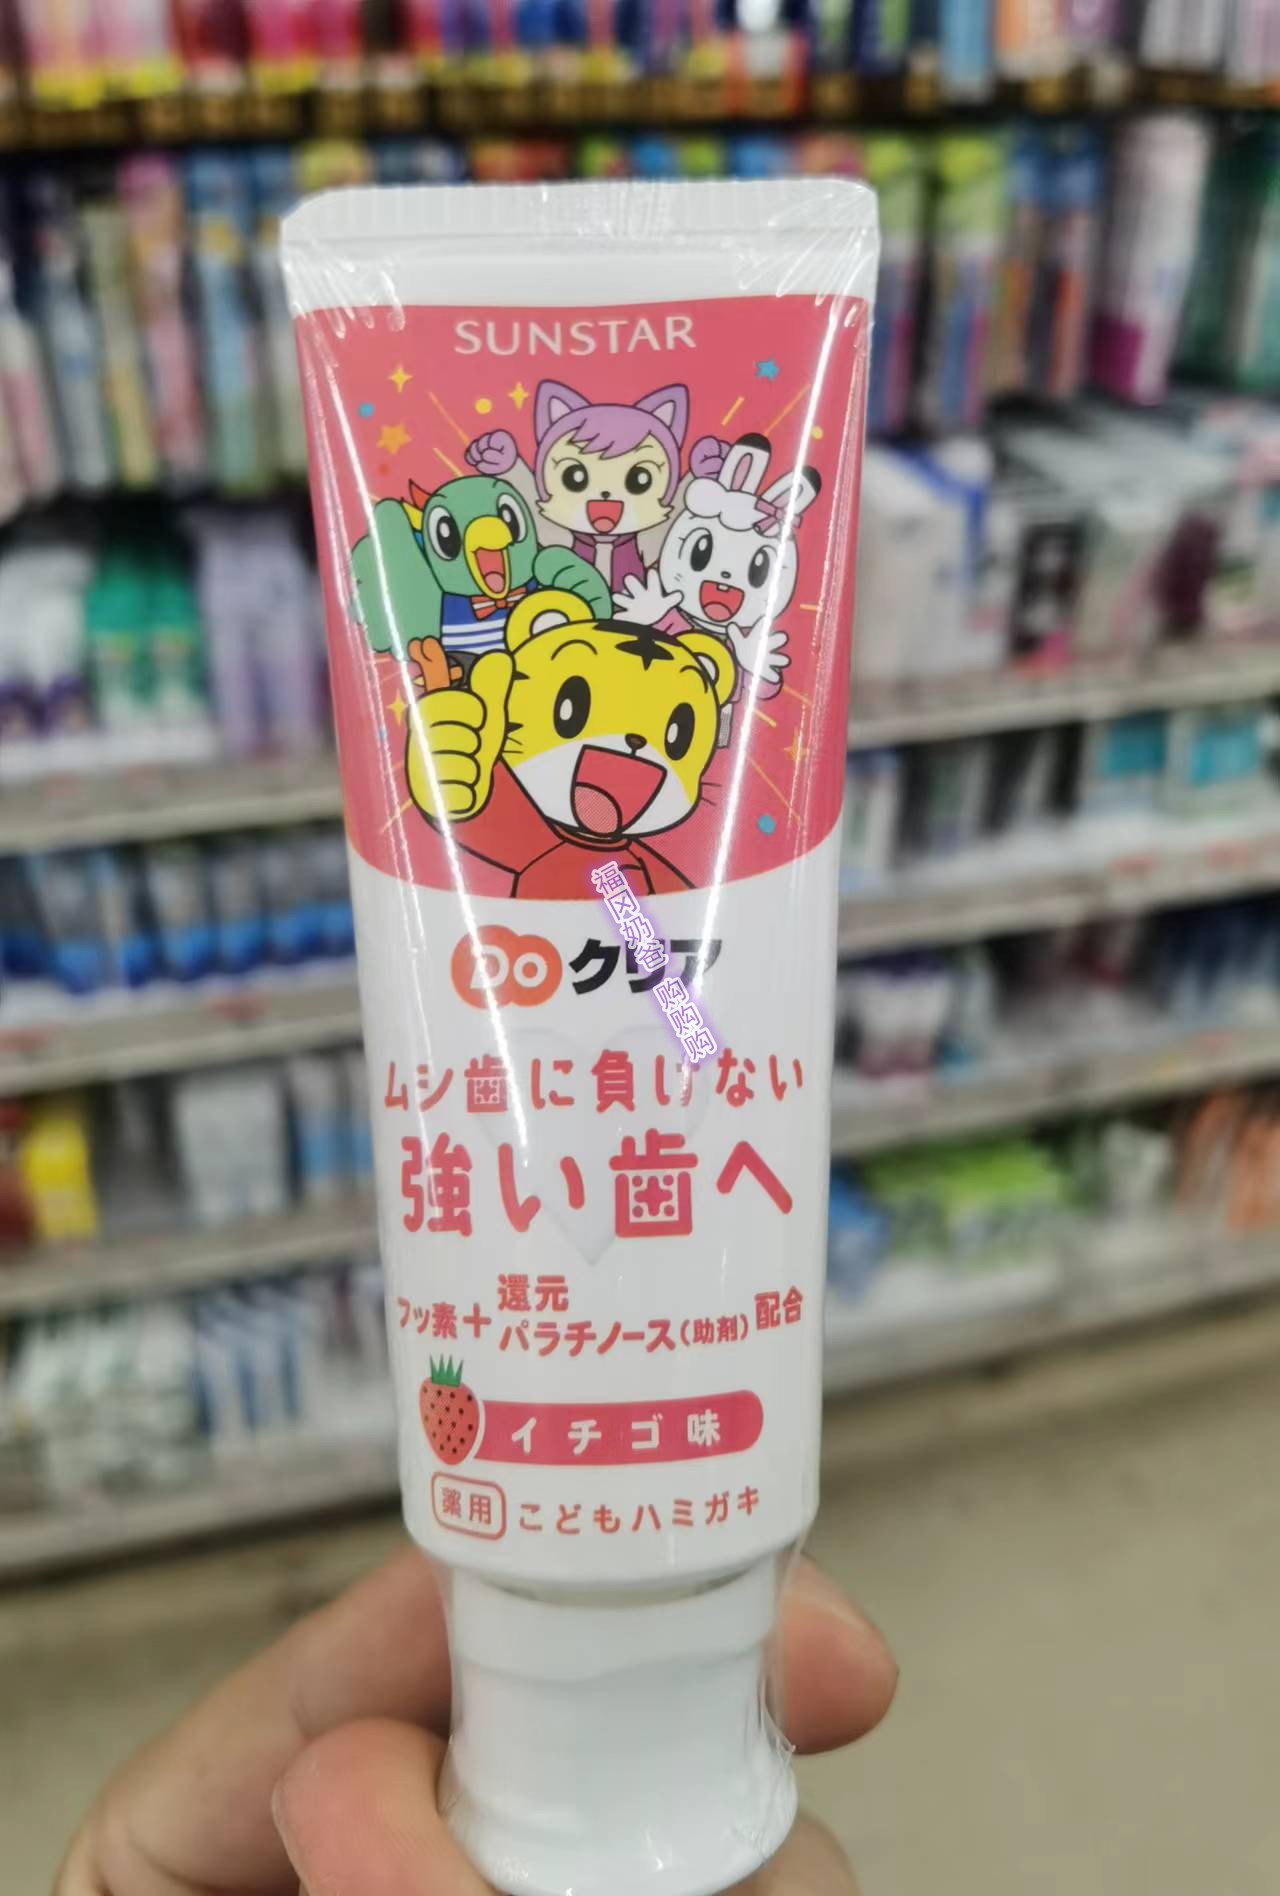 SUNSTAR
Do クリア
福冈奶爸 购购购
ムシ歯に負けない
強い歯へ
フッ素+還元パラチノース(助剤)配合
イチゴ味
薬用 こどもハミガキ